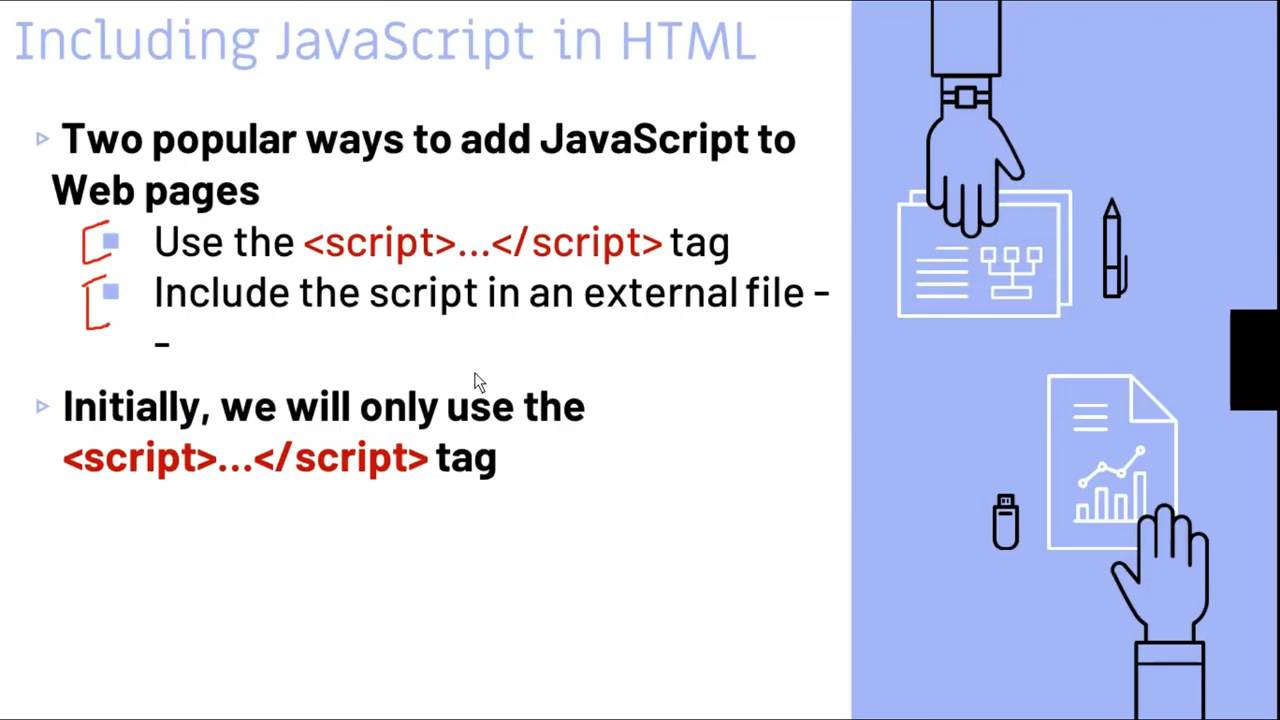 Including JavaScript in HTML
Two popular ways to add JavaScript to
Web pages
Use the <script>...</script> tag
Include the script in an external file -
-
Initially, we will only use the
<script>...</script> tag